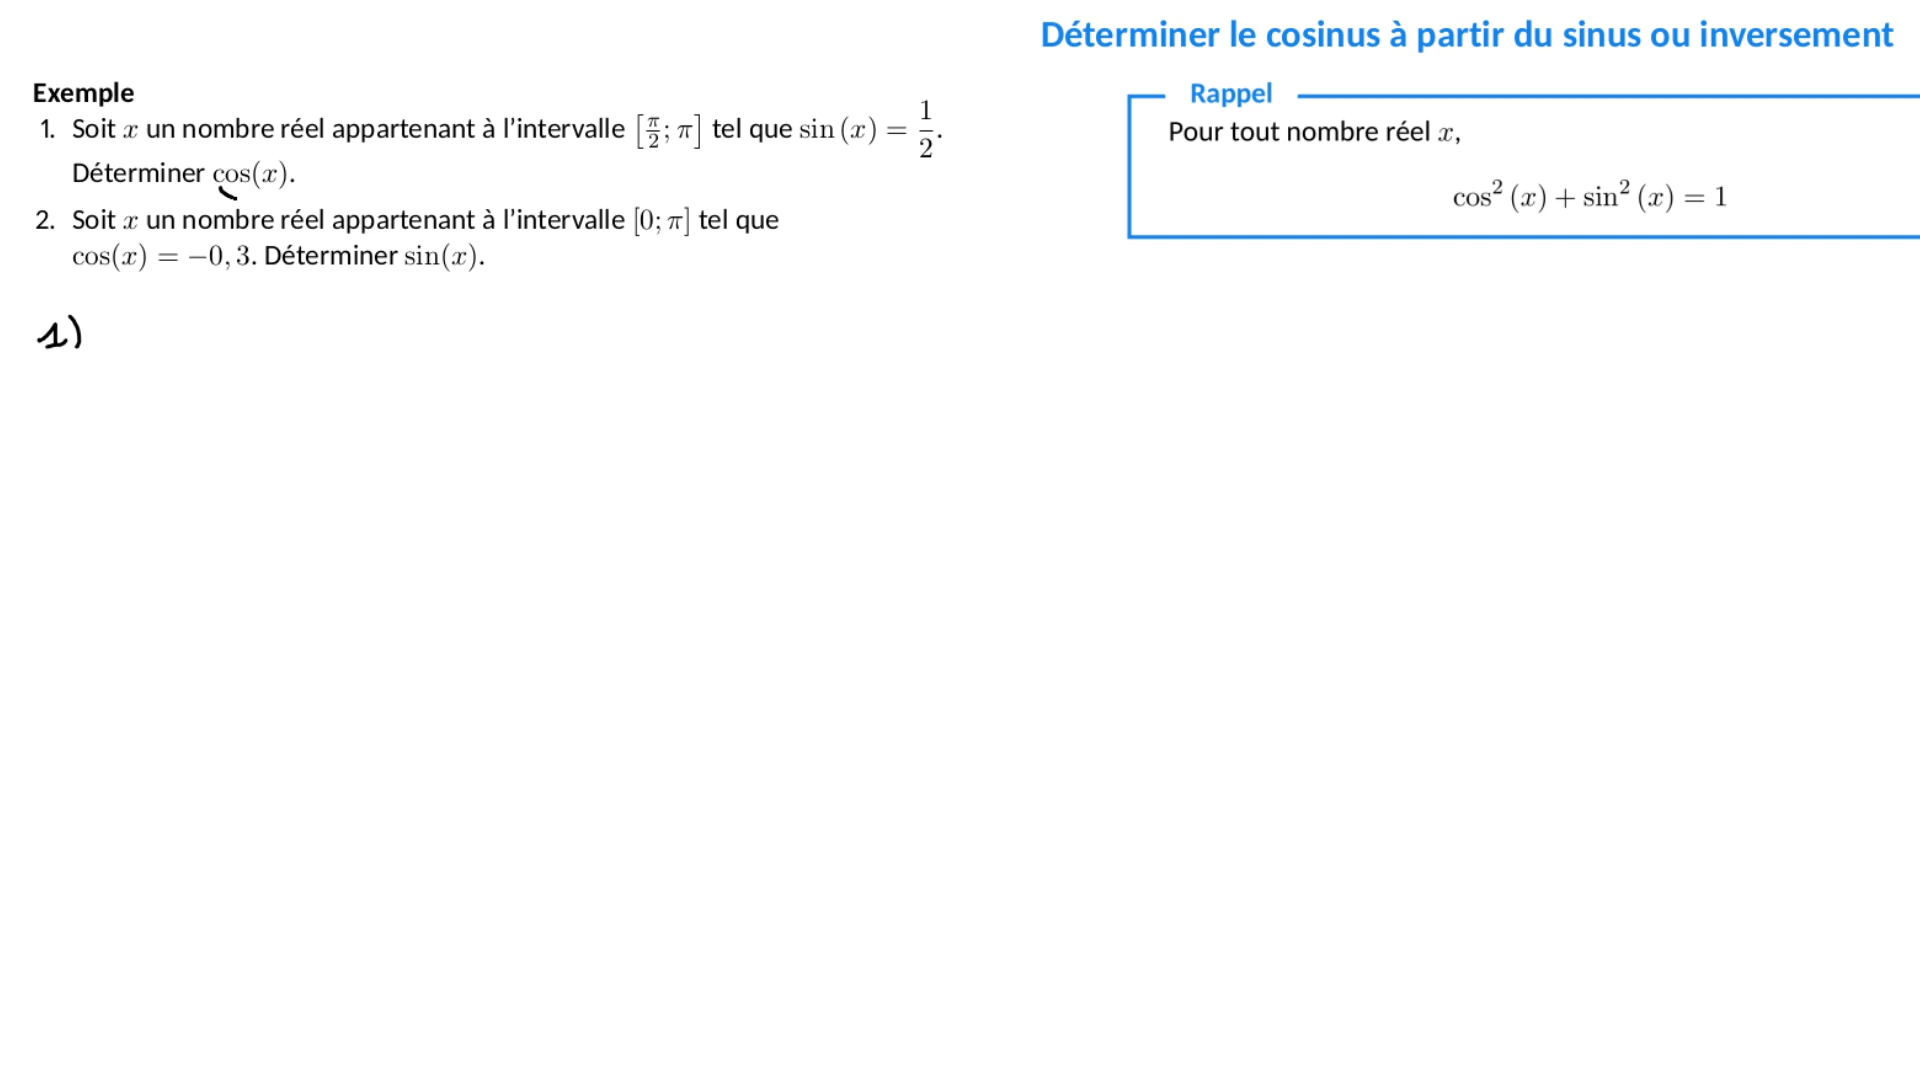 Déterminer le cosinus à partir du sinus ou inversement
Exemple
1. Soit x un nombre réel appartenant à l'intervalle [π/2; π] tel que sin (x) = 1/2.
Déterminer cos(x).
2. Soit x un nombre réel appartenant à l'intervalle [0; π] tel que
cos(x) = −0, 3. Déterminer sin(x).
1)
Rappel
Pour tout nombre réel x,
cos² (x) + sin² (x) = 1